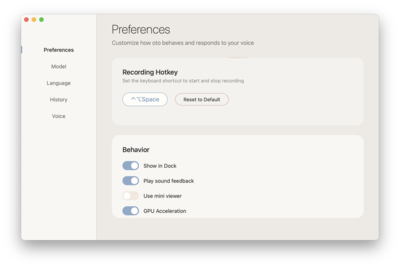 Preferences
Customize how oto behaves and responds to your voice
Preferences
Model
Language
History
Voice
Recording Hotkey
Set the keyboard shortcut to start and stop recording
^⌥Space
Reset to Default
Behavior
Show in Dock
Play sound feedback
Use mini viewer
GPU Acceleration